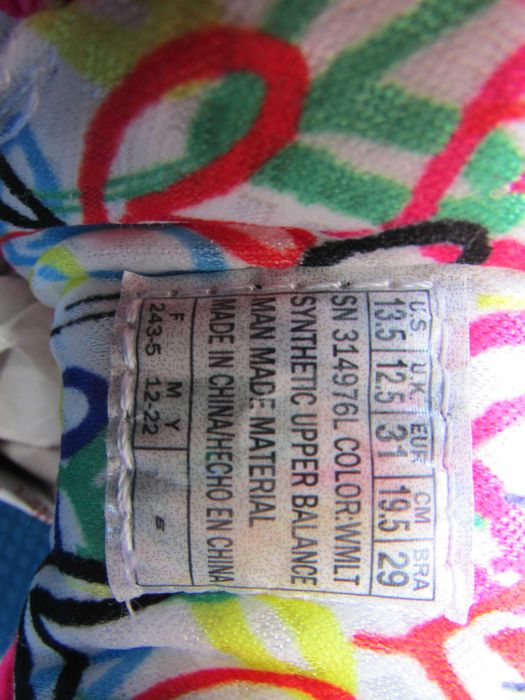 US UK EUR CM BRA
13.5 12.5 31 19.5 29
SN 314976L COLOR:WMLT
SYNTHETIC UPPER BALANCE
MAN MADE MATERIAL
MADE IN CHINA/HECHO EN CHINA
F M Y
243-5 12-22